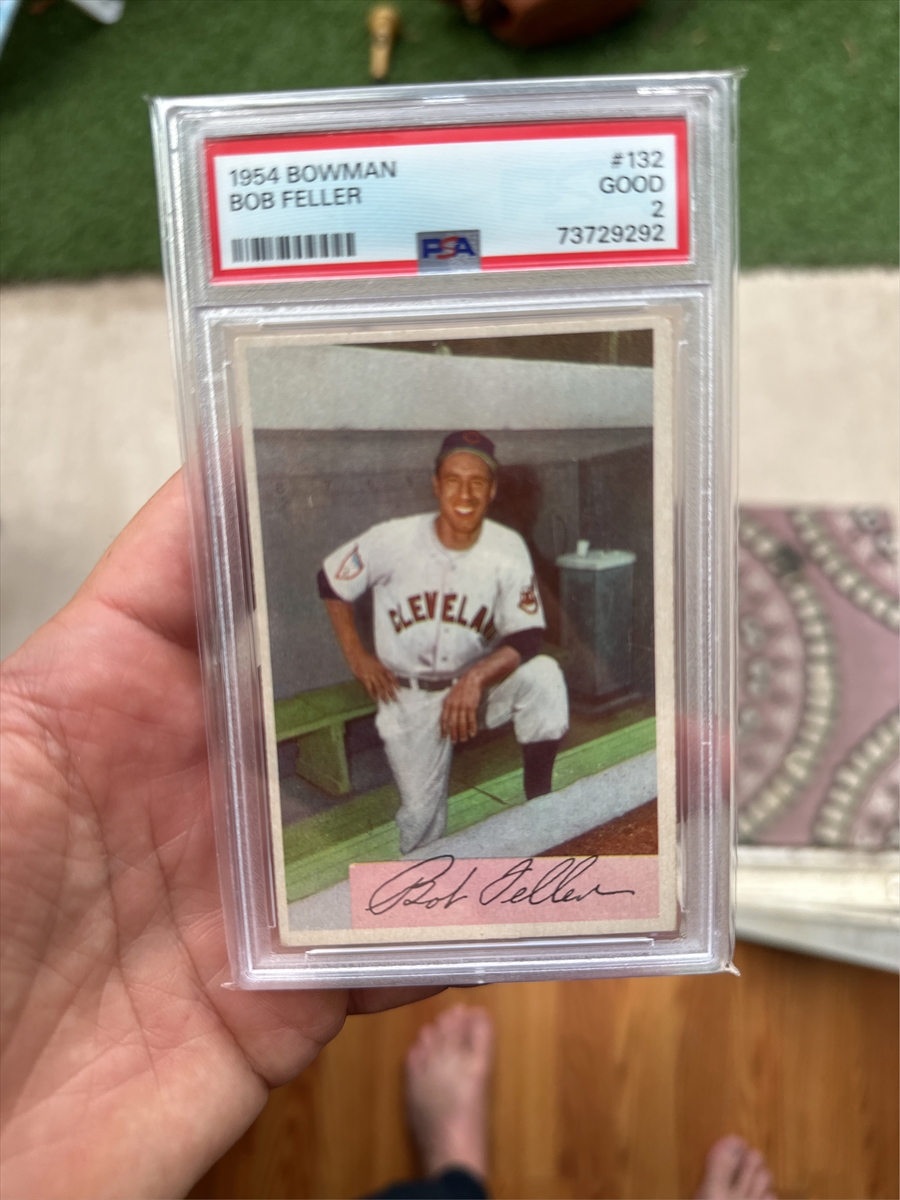 1954 BOWMAN
BOB FELLER
#132
GOOD
2
73729292
PSA
CLEVELAN
Bob Feller